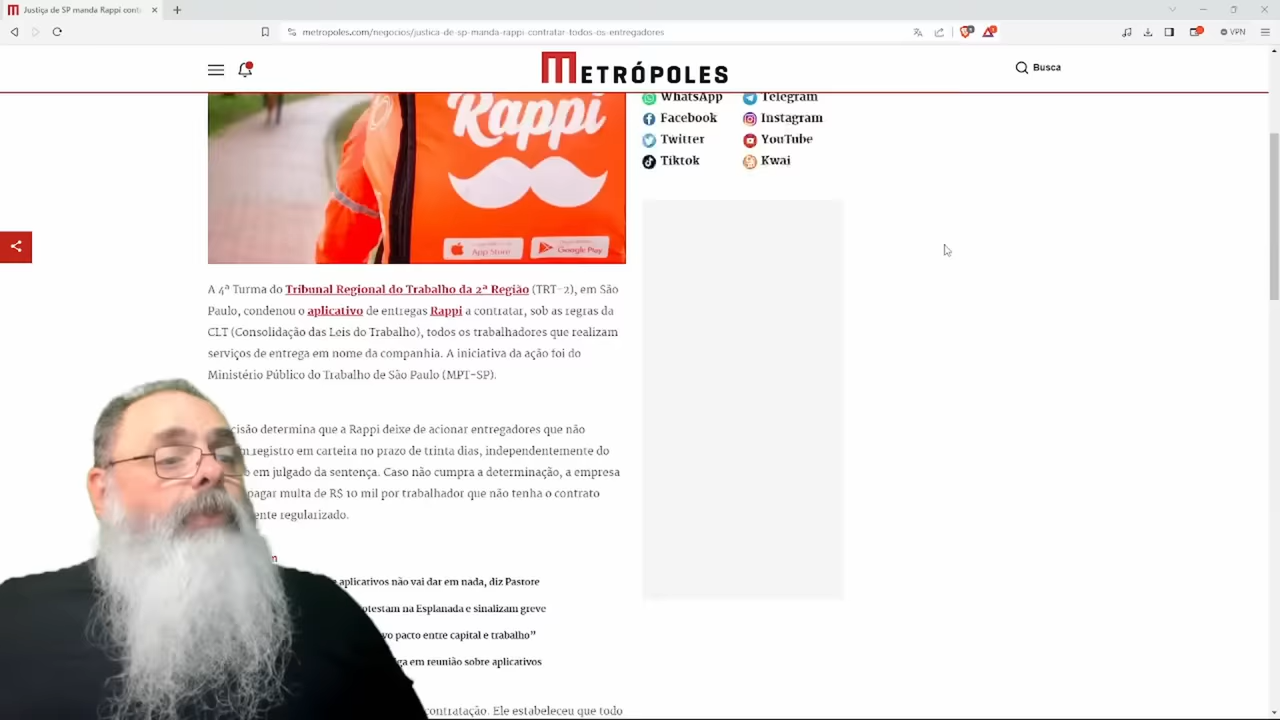 Justiça de SP manda Rappi cont
metropoles.com/negocios/justica-de-sp-manda-rappi-contratar-todos-os-entregadores
VPN
METRÓPOLES
Busca
Rappi
App Store
Google Play
WhatsApp
Telegram
Facebook
Instagram
Twitter
YouTube
Tiktok
Kwai
A 4ª Turma do Tribunal Regional do Trabalho da 2ª Região (TRT-2), em São
Paulo, condenou o aplicativo de entregas Rappi a contratar, sob as regras da
CLT (Consolidação das Leis do Trabalho), todos os trabalhadores que realizam
serviços de entrega em nome da companhia. A iniciativa da ação foi do
Ministério Público do Trabalho de São Paulo (MPT-SP).
cisão determina que a Rappi deixe de acionar entregadores que não
registro em carteira no prazo de trinta dias, independentemente do
em julgado da sentença. Caso não cumpra a determinação, a empresa
pagar multa de R$ 10 mil por trabalhador que não tenha o contrato
ente regularizado.
m
aplicativos não vai dar em nada, diz Pastore
otestam na Esplanada e sinalizam greve
vo pacto entre capital e trabalho”
ga em reunião sobre aplicativos
contratação. Ele estabeleceu que todo